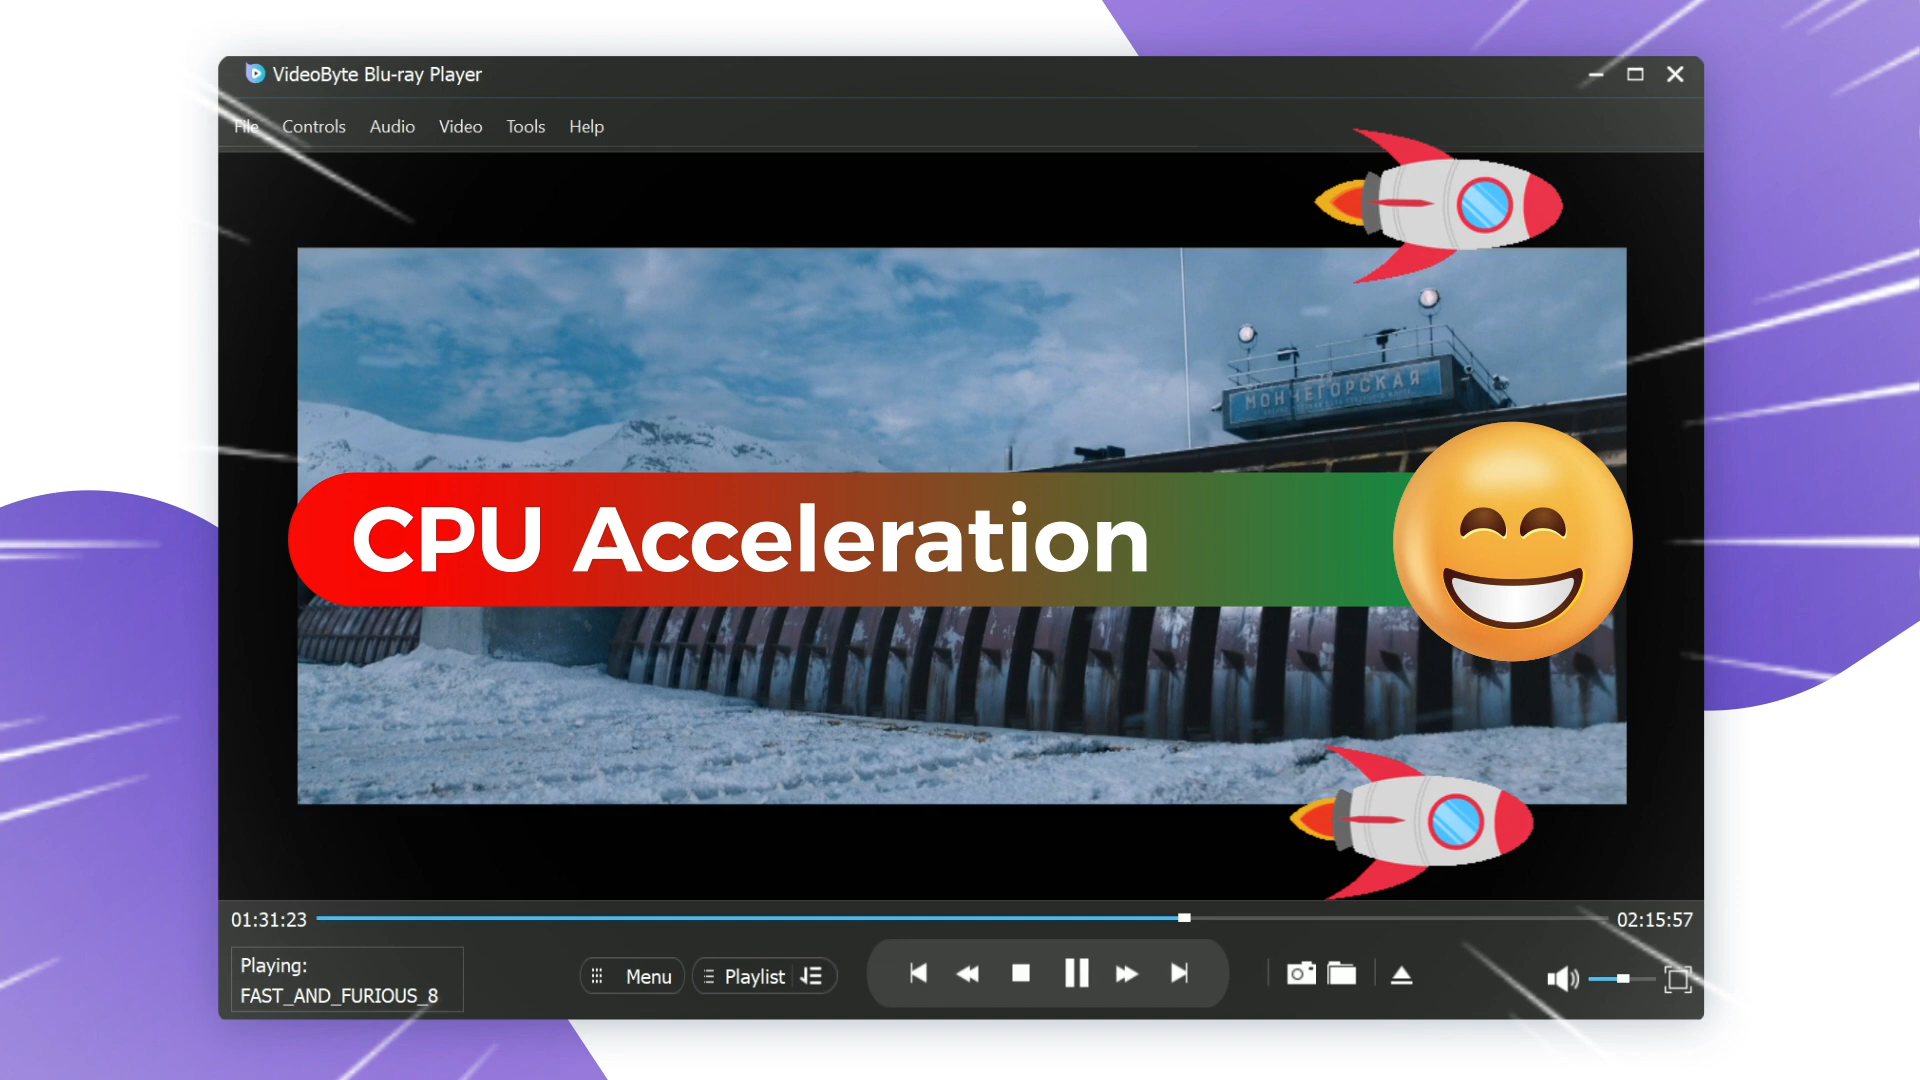 VideoByte Blu-ray Player
File Controls Audio Video Tools Help
МОНЧЕГОРСКАЯ
CPU Acceleration
01:31:23
02:15:57
Playing:
FAST_AND_FURIOUS_8
Menu
Playlist